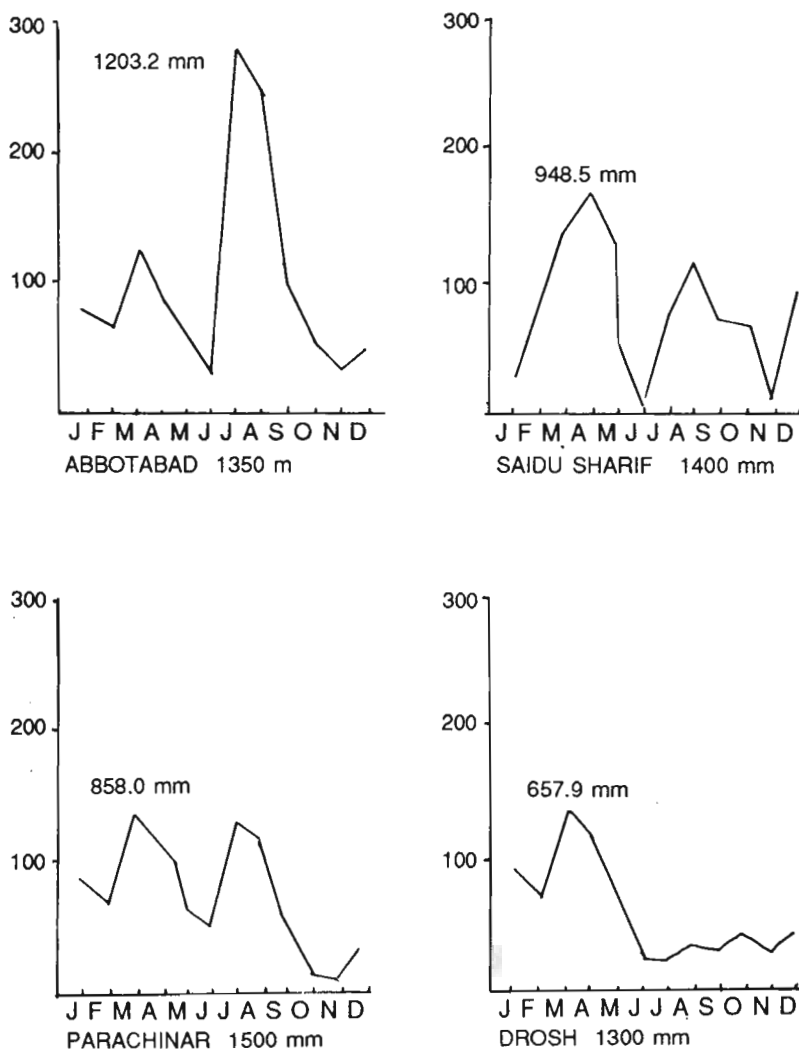 300
1203.2 mm
200
100
J F M A M J J A S O N D
ABBOTABAD 1350 m
300
200
948.5 mm
100
J F M A M J J A S O N D
SAIDU SHARIF 1400 mm
300
200
858.0 mm
100
J F M A M J J A S O N D
PARACHINAR 1500 mm
300
200
657.9 mm
100
J F M A M J J A S O N D
DROSH 1300 mm